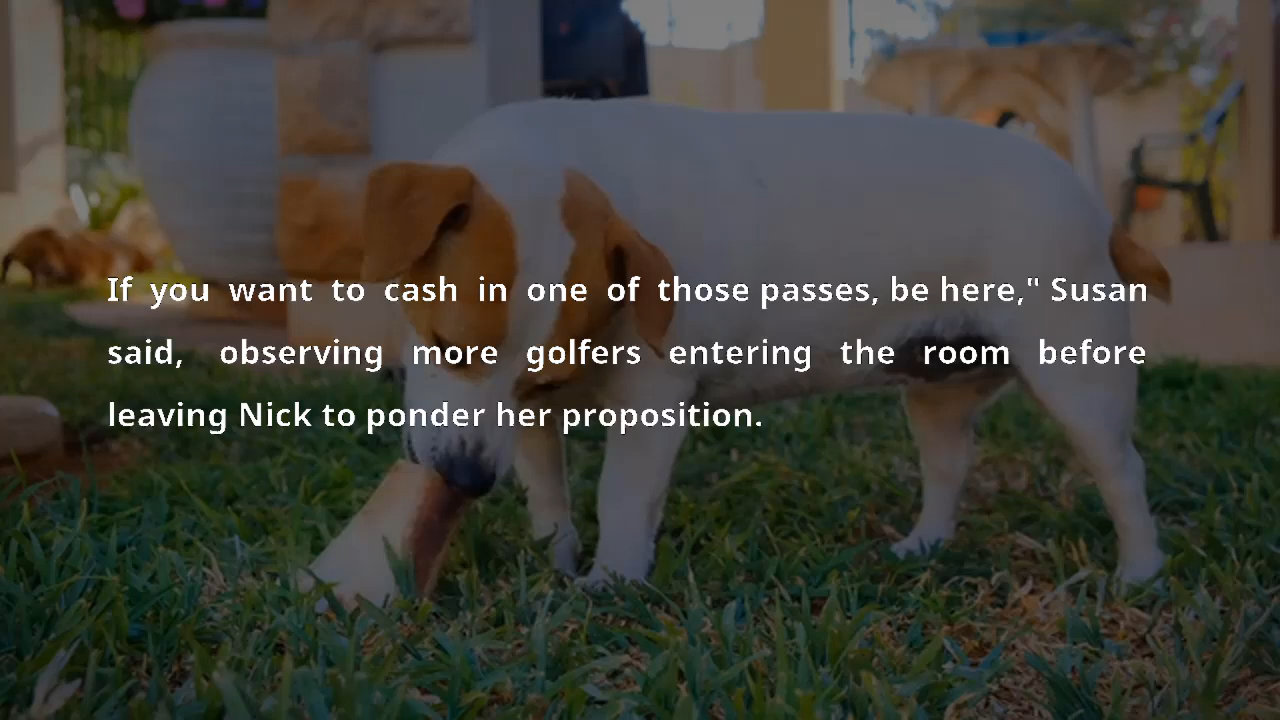 If you want to cash in one of those passes, be here," Susan
said, observing more golfers entering the room before
leaving Nick to ponder her proposition.